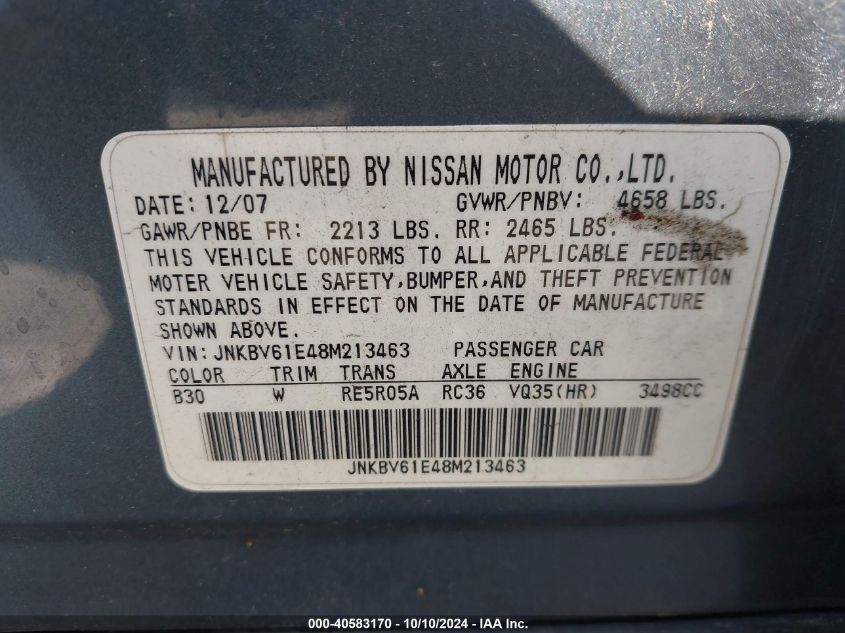 MANUFACTURED BY NISSAN MOTOR CO.,LTD.
DATE: 12/07 GVWR/PNBV: 4658 LBS.
GAWR/PNBE FR: 2213 LBS. RR: 2465 LBS.
THIS VEHICLE CONFORMS TO ALL APPLICABLE FEDERAL
MOTER VEHICLE SAFETY,BUMPER,AND THEFT PREVENTION
STANDARDS IN EFFECT ON THE DATE OF MANUFACTURE
SHOWN ABOVE.
VIN: JNKBV61E48M213463 PASSENGER CAR
COLOR TRIM TRANS AXLE ENGINE
B30 W RE5R05A RC36 VQ35(HR) 3498CC
JNKBV61E48M213463
000-40583170 - 10/10/2024 - IAA Inc.